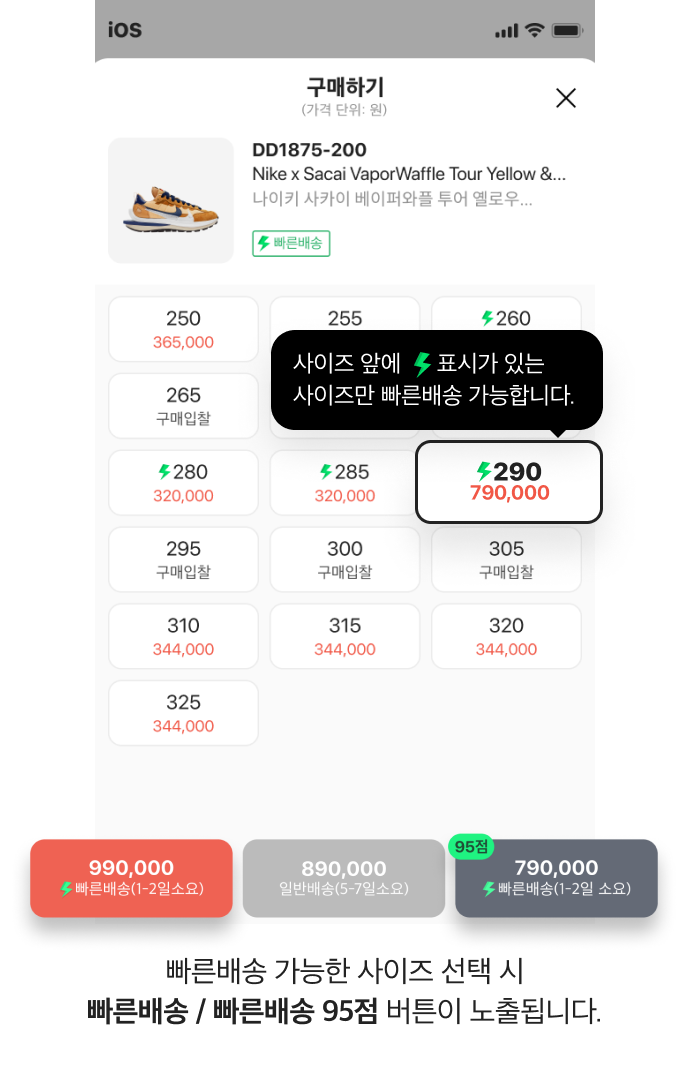 iOS
구매하기
(가격 단위: 원)
DD1875-200
Nike x Sacai VaporWaffle Tour Yellow &...
나이키 사카이 베이퍼와플 투어 옐로우...
빠른배송
250
365,000
255
260
사이즈 앞에 표시가 있는
사이즈만 빠른배송 가능합니다.
265
구매입찰
280
320,000
285
320,000
290
790,000
295
구매입찰
300
구매입찰
305
구매입찰
310
344,000
315
344,000
320
344,000
325
344,000
990,000
빠른배송(1-2일소요)
890,000
일반배송(5-7일소요)
95점
790,000
빠른배송(1-2일 소요)
빠른배송 가능한 사이즈 선택 시
빠른배송 / 빠른배송 95점 버튼이 노출됩니다.